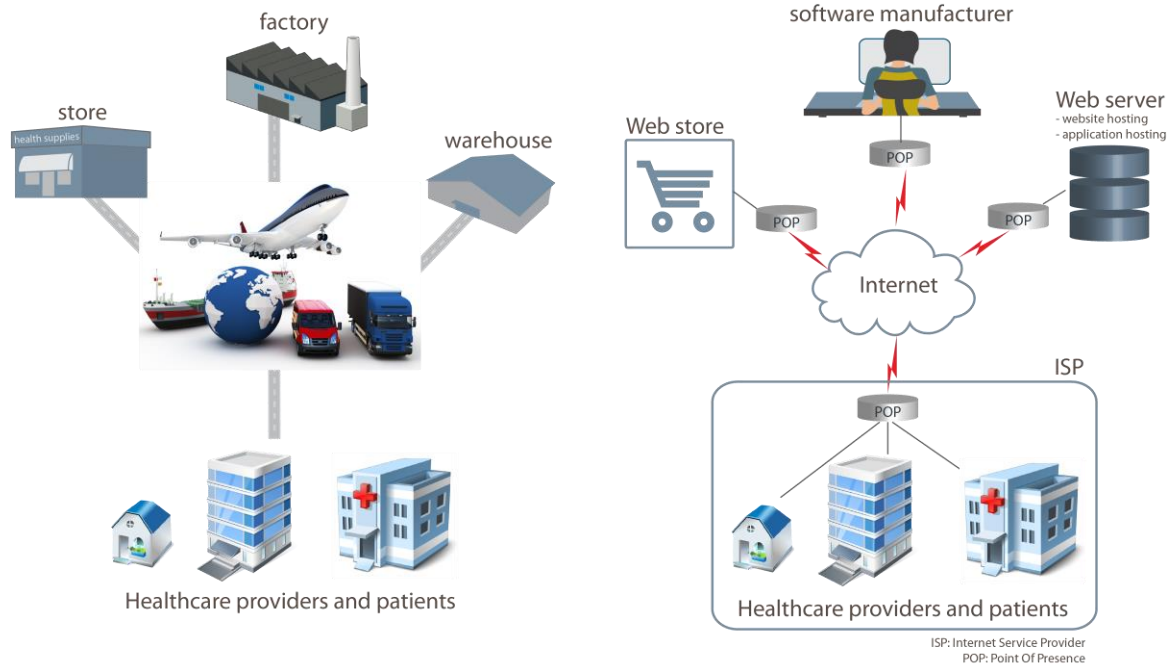 factory
store
health supplies
warehouse
Healthcare providers and patients
software manufacturer
Web store
Web server
- website hosting
- application hosting
POP
POP
POP
Internet
ISP
POP
Healthcare providers and patients
ISP: Internet Service Provider
POP: Point Of Presence